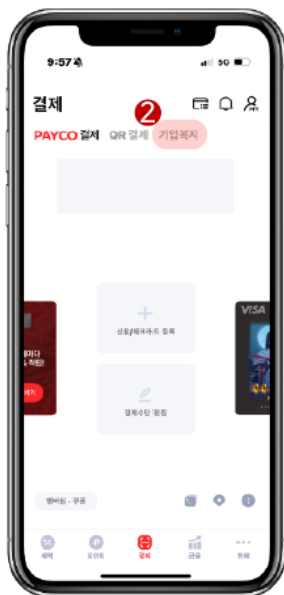 9:57
5G
결제
2
PAYCO 결제 QR 결제 기업복지
VISA
신용/체크카드 등록
결제수단 편집
멤버십 · 쿠폰
혜택 포인트 결제 금융 전체